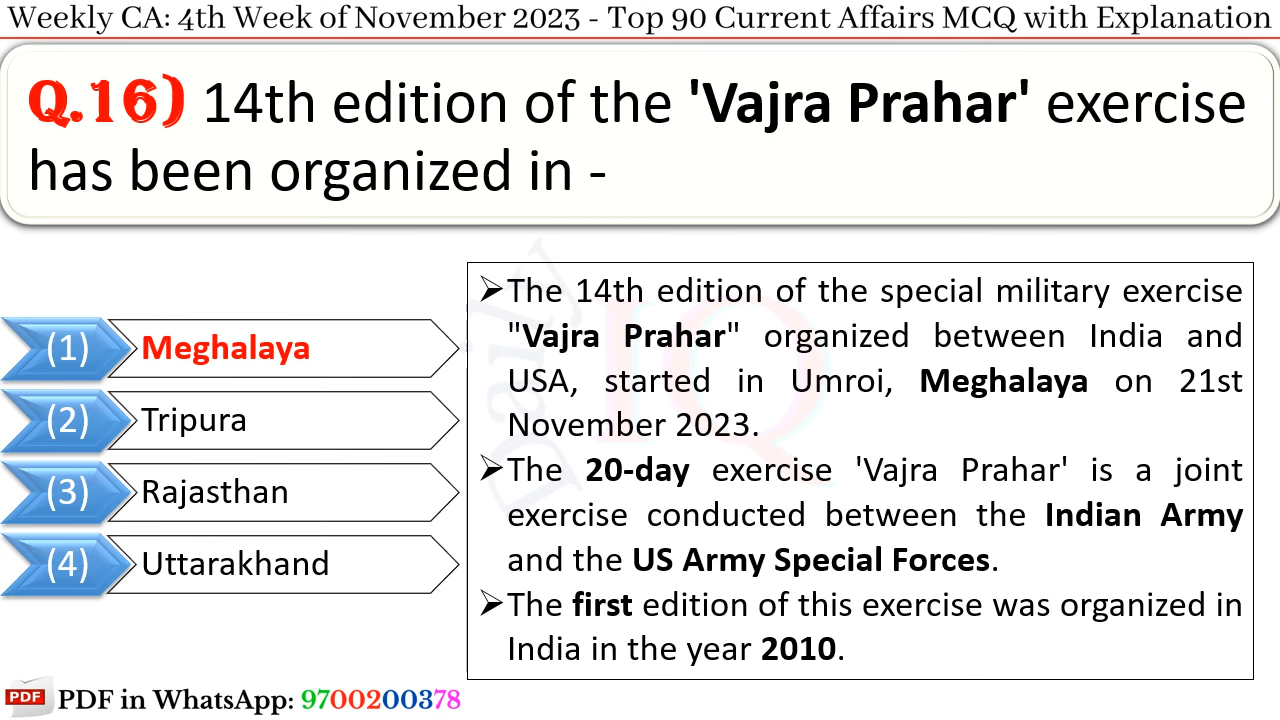 Weekly CA: 4th Week of November 2023 - Top 90 Current Affairs MCQ with Explanation
Q.16) 14th edition of the 'Vajra Prahar' exercise
has been organized in -
(1) Meghalaya
(2) Tripura
(3) Rajasthan
(4) Uttarakhand
➢The 14th edition of the special military exercise
"Vajra Prahar" organized between India and
USA, started in Umroi, Meghalaya on 21st
November 2023.
➢The 20-day exercise 'Vajra Prahar' is a joint
exercise conducted between the Indian Army
and the US Army Special Forces.
➢The first edition of this exercise was organized in
India in the year 2010.
Daily
IQ
PDF PDF in WhatsApp: 9700200378